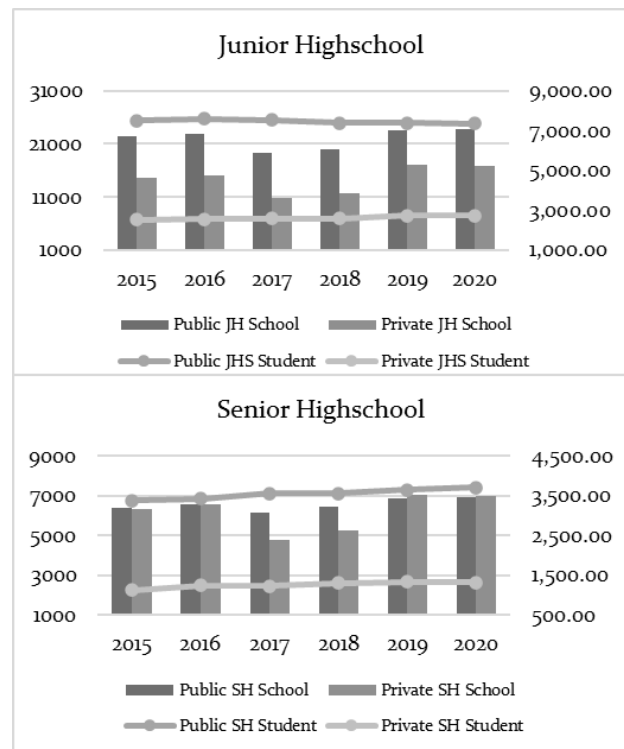 Junior Highschool
31000 9,000.00
21000 7,000.00
5,000.00
11000 3,000.00
1000 1,000.00
2015 2016 2017 2018 2019 2020
Public JH School Private JH School
Public JHS Student Private JHS Student
Senior Highschool
9000 4,500.00
7000 3,500.00
5000 2,500.00
3000 1,500.00
1000 500.00
2015 2016 2017 2018 2019 2020
Public SH School Private SH School
Public SH Student Private SH Student